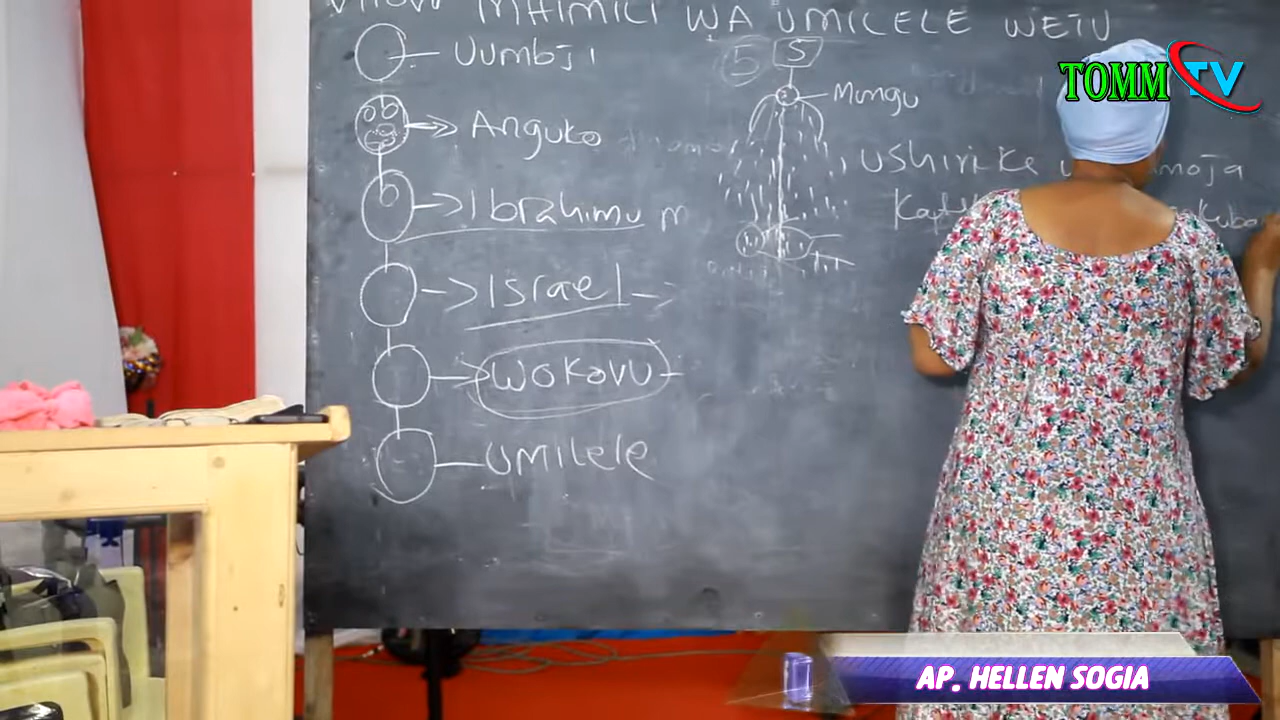 MHIMILI WA UMILELE WETU
Uumbji
Anguko
Ibrahimu M
Israel
WOKOVU
UMILELE
5 5
Mungu
USHIRIKE moja
TOMM TV
AP. HELLEN SOGIA